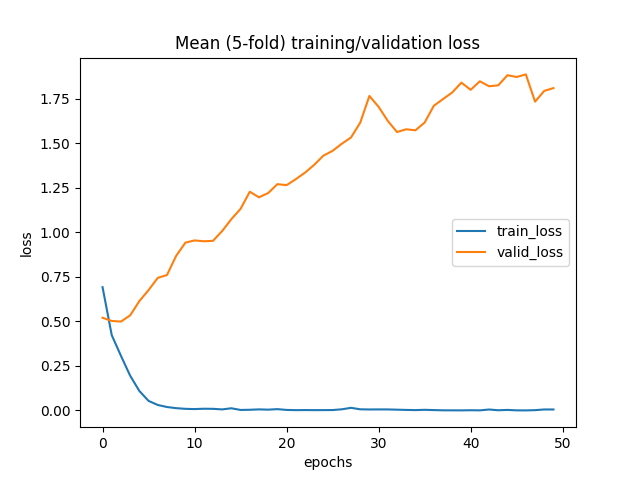 Mean (5-fold) training/validation loss
loss
1.75
1.50
1.25
1.00
0.75
0.50
0.25
0.00
train_loss
valid_loss
0 10 20 30 40 50
epochs